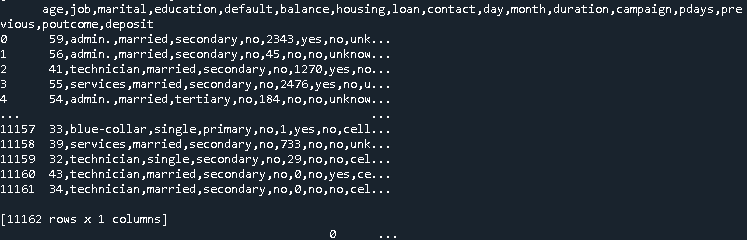 age,job,marital,education,default,balance,housing,loan,contact,day,month,duration,campaign,pdays,pre
vious,poutcome,deposit
0 59,admin.,married,secondary,no,2343,yes,no,unk...
1 56,admin.,married,secondary,no,45,no,no,unknow...
2 41,technician,married,secondary,no,1270,yes,no...
3 55,services,married,secondary,no,2476,yes,no,u...
4 54,admin.,married,tertiary,no,184,no,no,unknow...
... ...
11157 33,blue-collar,single,primary,no,1,yes,no,cell...
11158 39,services,married,secondary,no,733,no,no,unk...
11159 32,technician,single,secondary,no,29,no,no,cel...
11160 43,technician,married,secondary,no,0,no,yes,ce...
11161 34,technician,married,secondary,no,0,no,no,cel...
[11162 rows x 1 columns]
0 ...